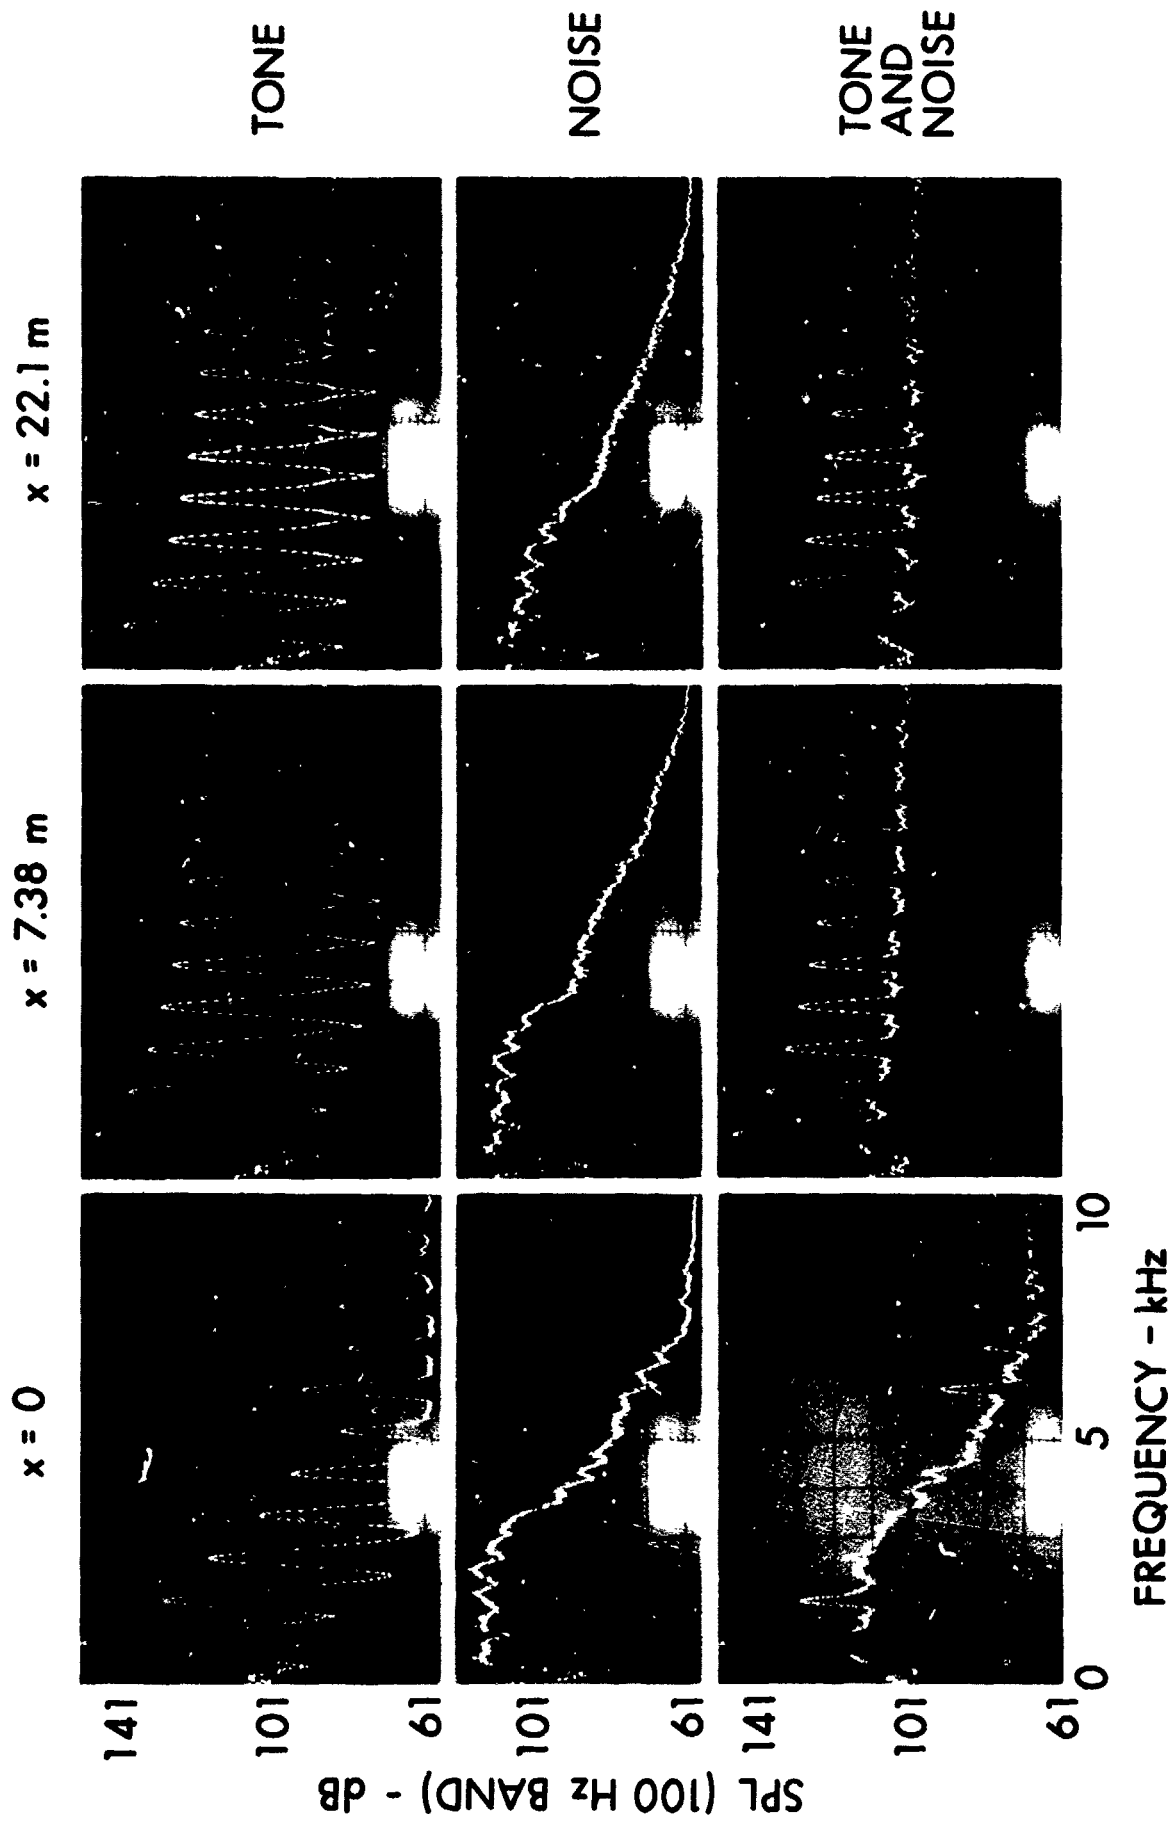 x = 0
x = 7.38 m
x = 22.1 m
TONE
NOISE
TONE
AND
NOISE
141
101
61
101
61
141
101
61
0
5
10
SPL (100 Hz BAND) - dB
FREQUENCY - kHz